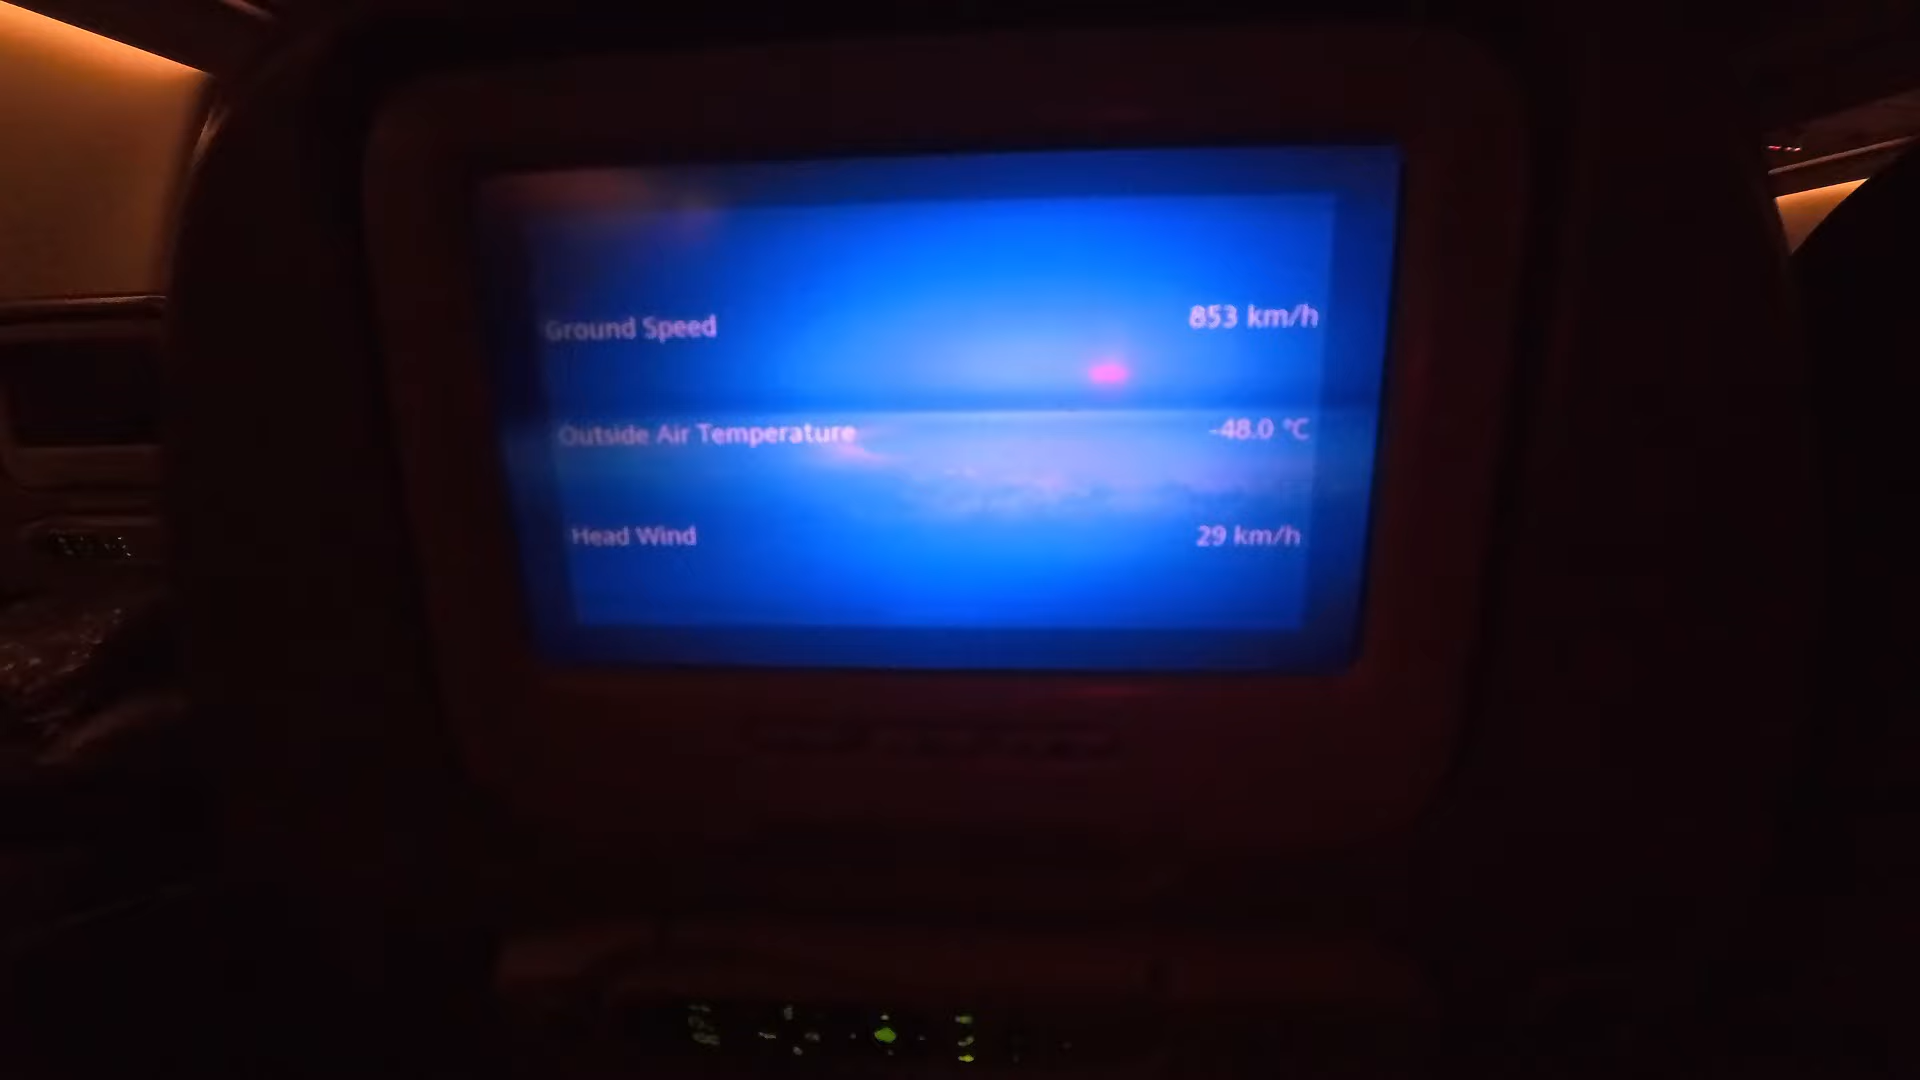 Ground Speed 853 km/h
Outside Air Temperature -48.0 °C
Head Wind 29 km/h